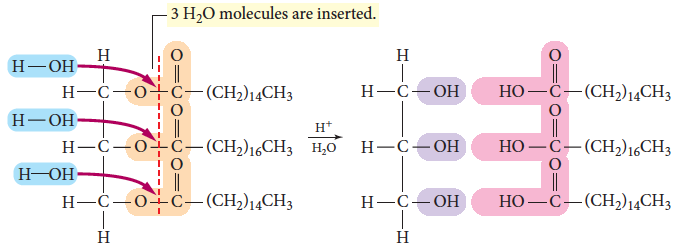 3 H₂O molecules are inserted.
H O H O
H—OH
H—C—O—C—(CH₂)₁₄CH₃ H—C—OH HO—C—(CH₂)₁₄CH₃
O O
H—OH H⁺
H—C—O—C—(CH₂)₁₆CH₃ H₂O H—C—OH HO—C—(CH₂)₁₆CH₃
O O
H—OH
H—C—O—C—(CH₂)₁₄CH₃ H—C—OH HO—C—(CH₂)₁₄CH₃
H H